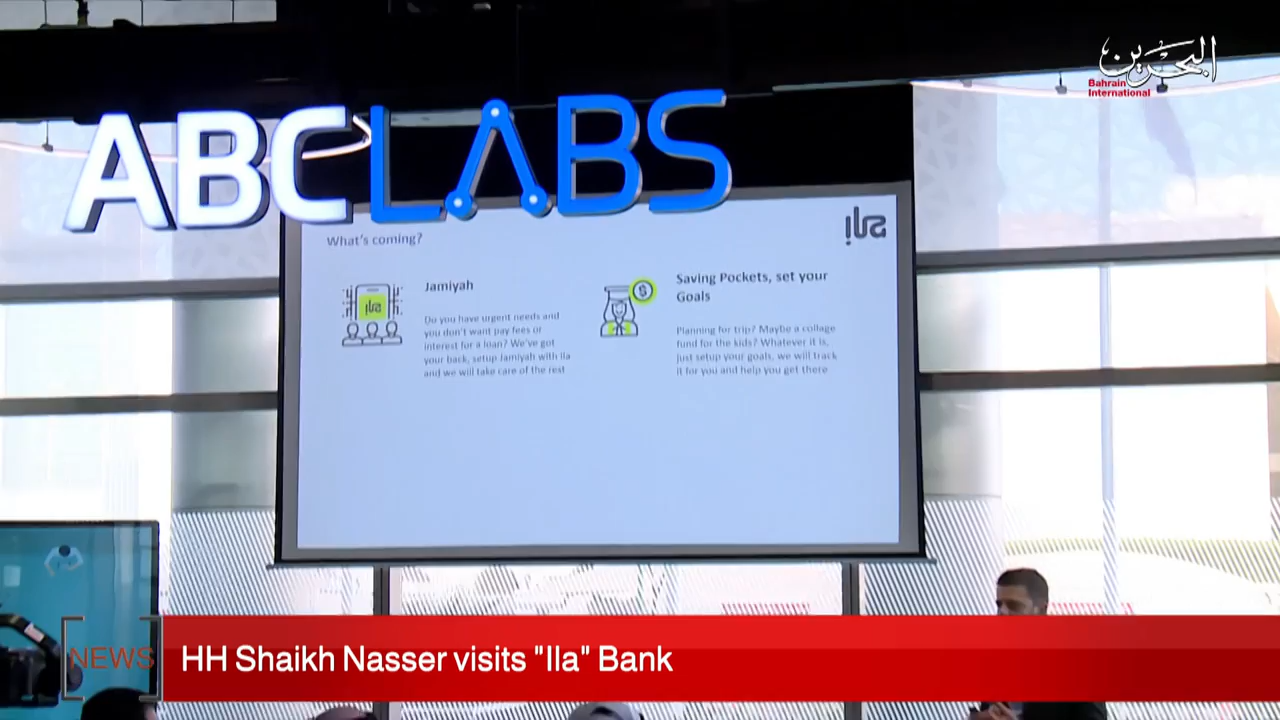 البحرين
Bahrain
International
ABCLABS
ila
What's coming?
Jamiyah
Do you have urgent needs and
you don't want pay fees or
interest for a loan? We've got
your back, setup Jamiyah with ila
and we will take care of the rest
ila
Saving Pockets, set your
Goals
Planning for trip? Maybe a collage
fund for the kids? Whatever it is,
just setup your goals, we will track
it for you and help you get there
NEWS
HH Shaikh Nasser visits "Ila" Bank